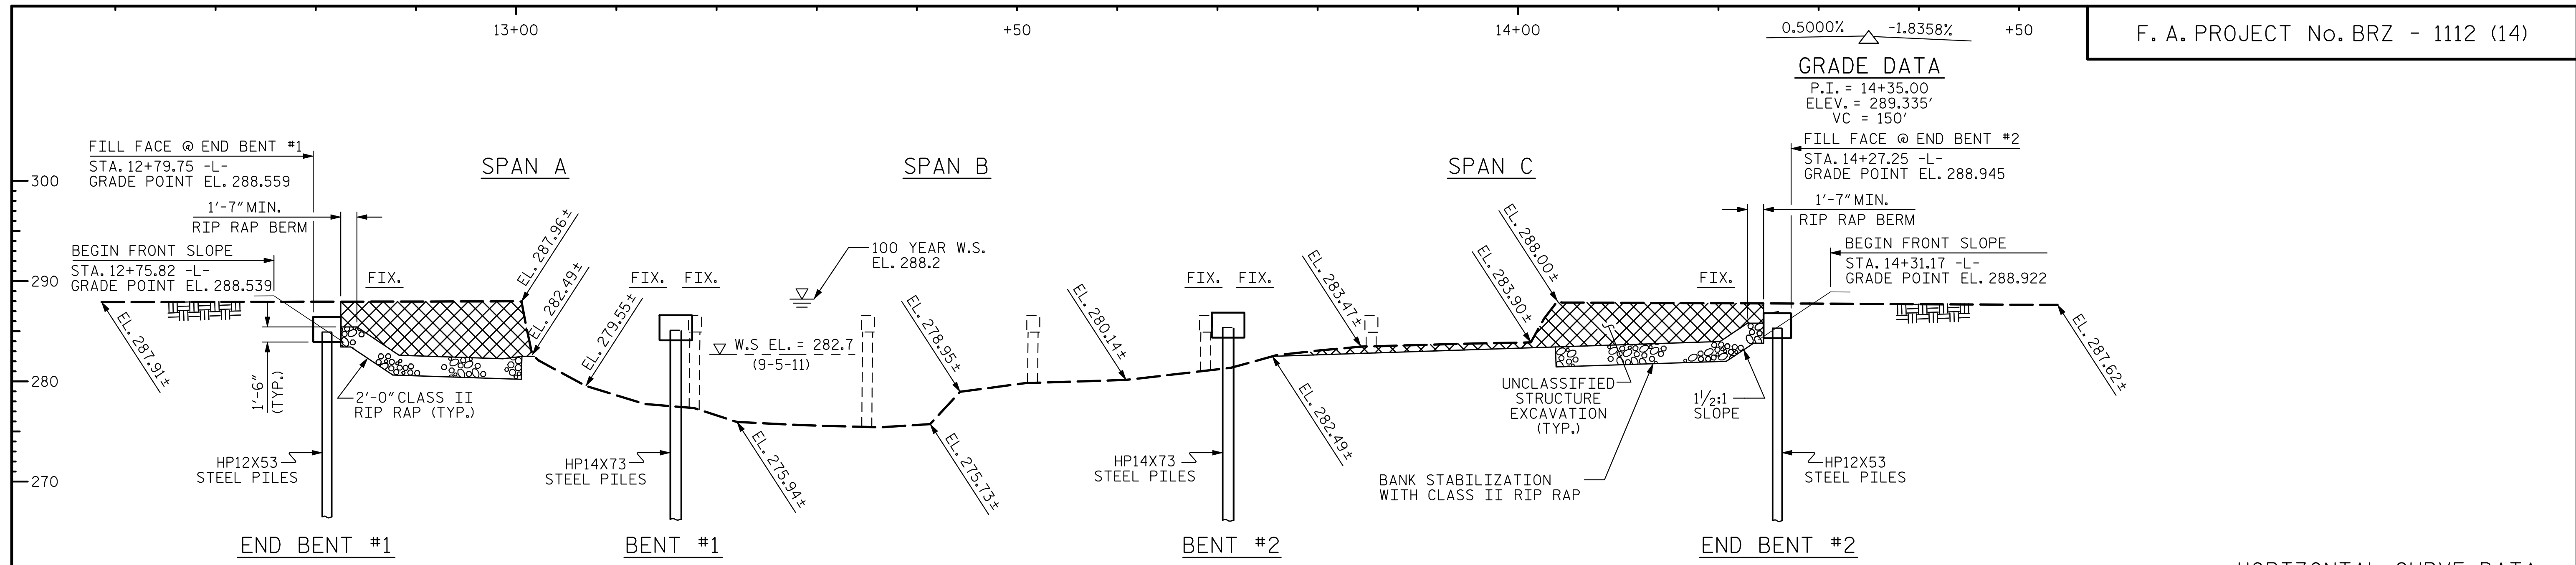 13+00
+50
14+00
0.5000%
-1.8358%
+50
F. A. PROJECT No. BRZ - 1112 (14)
GRADE DATA
P.I. = 14+35.00
ELEV. = 289.335'
VC = 150'
FILL FACE @ END BENT #1
STA. 12+79.75 -L-
GRADE POINT EL. 288.559
SPAN A
SPAN B
SPAN C
FILL FACE @ END BENT #2
STA. 14+27.25 -L-
GRADE POINT EL. 288.945
300
290
280
270
1'-7" MIN.
RIP RAP BERM
1'-7" MIN.
RIP RAP BERM
BEGIN FRONT SLOPE
STA. 12+75.82 -L-
GRADE POINT EL. 288.539
BEGIN FRONT SLOPE
STA. 14+31.17 -L-
GRADE POINT EL. 288.922
FIX.
FIX.
FIX.
FIX.
FIX.
FIX.
EL. 287.96±
EL. 282.49±
EL. 279.55±
100 YEAR W.S.
EL. 288.2
W.S EL. = 282.7
(9-5-11)
EL. 278.95±
EL. 280.14±
EL. 283.47±
EL. 283.90±
EL. 288.00±
EL. 287.91±
EL. 275.94±
EL. 275.73±
EL. 282.49±
EL. 287.62±
1'-6"
(TYP.)
2'-0" CLASS II
RIP RAP (TYP.)
UNCLASSIFIED
STRUCTURE
EXCAVATION
(TYP.)
1½:1
SLOPE
HP12X53
STEEL PILES
HP14X73
STEEL PILES
HP14X73
STEEL PILES
BANK STABILIZATION
WITH CLASS II RIP RAP
HP12X53
STEEL PILES
END BENT #1
BENT #1
BENT #2
END BENT #2
HORIZONTAL CURVE DATA